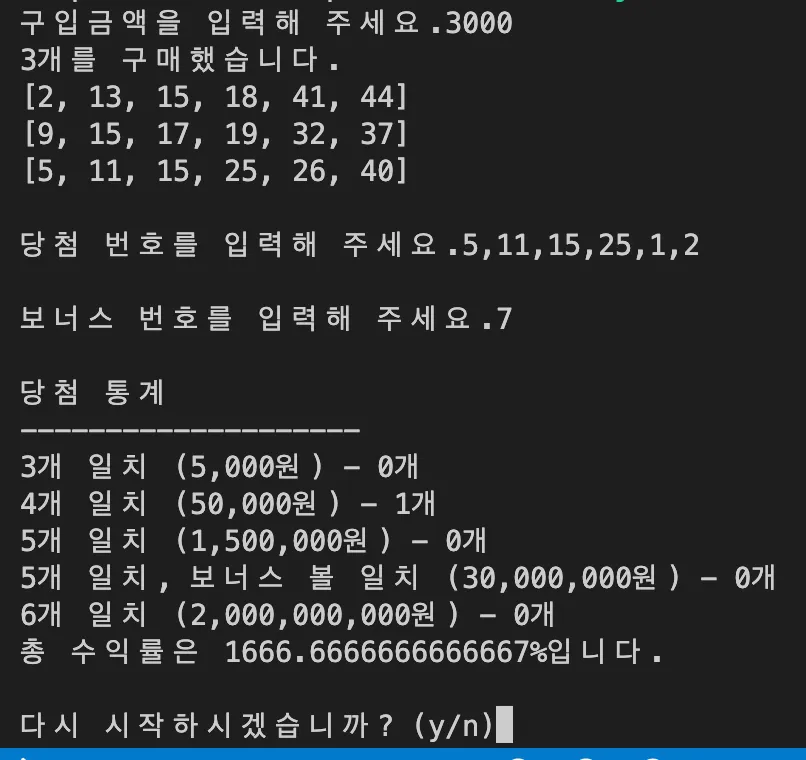 구입금액을 입력해 주세요.3000
3개를 구매했습니다.
[2, 13, 15, 18, 41, 44]
[9, 15, 17, 19, 32, 37]
[5, 11, 15, 25, 26, 40]
당첨 번호를 입력해 주세요.5,11,15,25,1,2
보너스 번호를 입력해 주세요.7
당첨 통계
--------------------
3개 일치 (5,000원) - 0개
4개 일치 (50,000원) - 1개
5개 일치 (1,500,000원) - 0개
5개 일치, 보너스 볼 일치 (30,000,000원) - 0개
6개 일치 (2,000,000,000원) - 0개
총 수익률은 1666.6666666666667%입니다.
다시 시작하시겠습니까? (y/n)